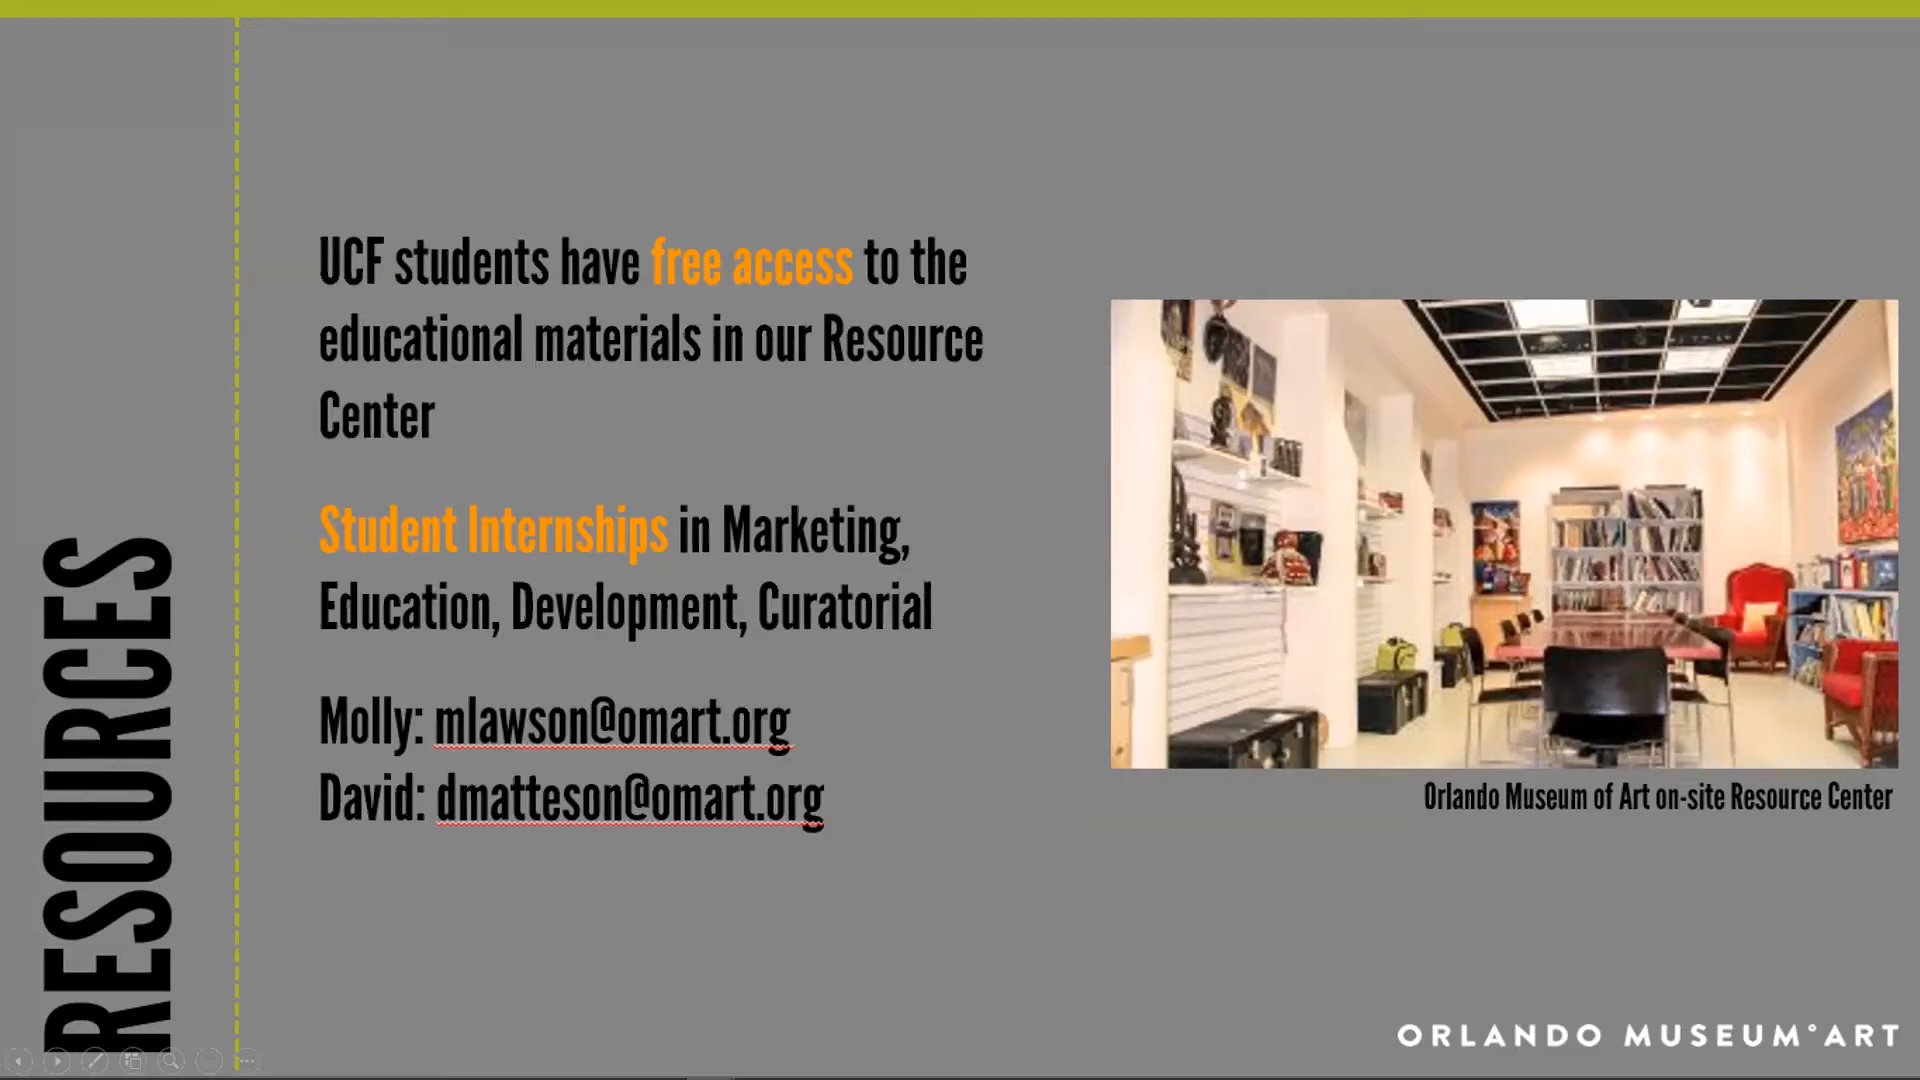 RESOURCES
UCF students have free access to the
educational materials in our Resource
Center
Student Internships in Marketing,
Education, Development, Curatorial
Molly: mlawson@omart.org
David: dmatteson@omart.org
Orlando Museum of Art on-site Resource Center
ORLANDO MUSEUM°ART